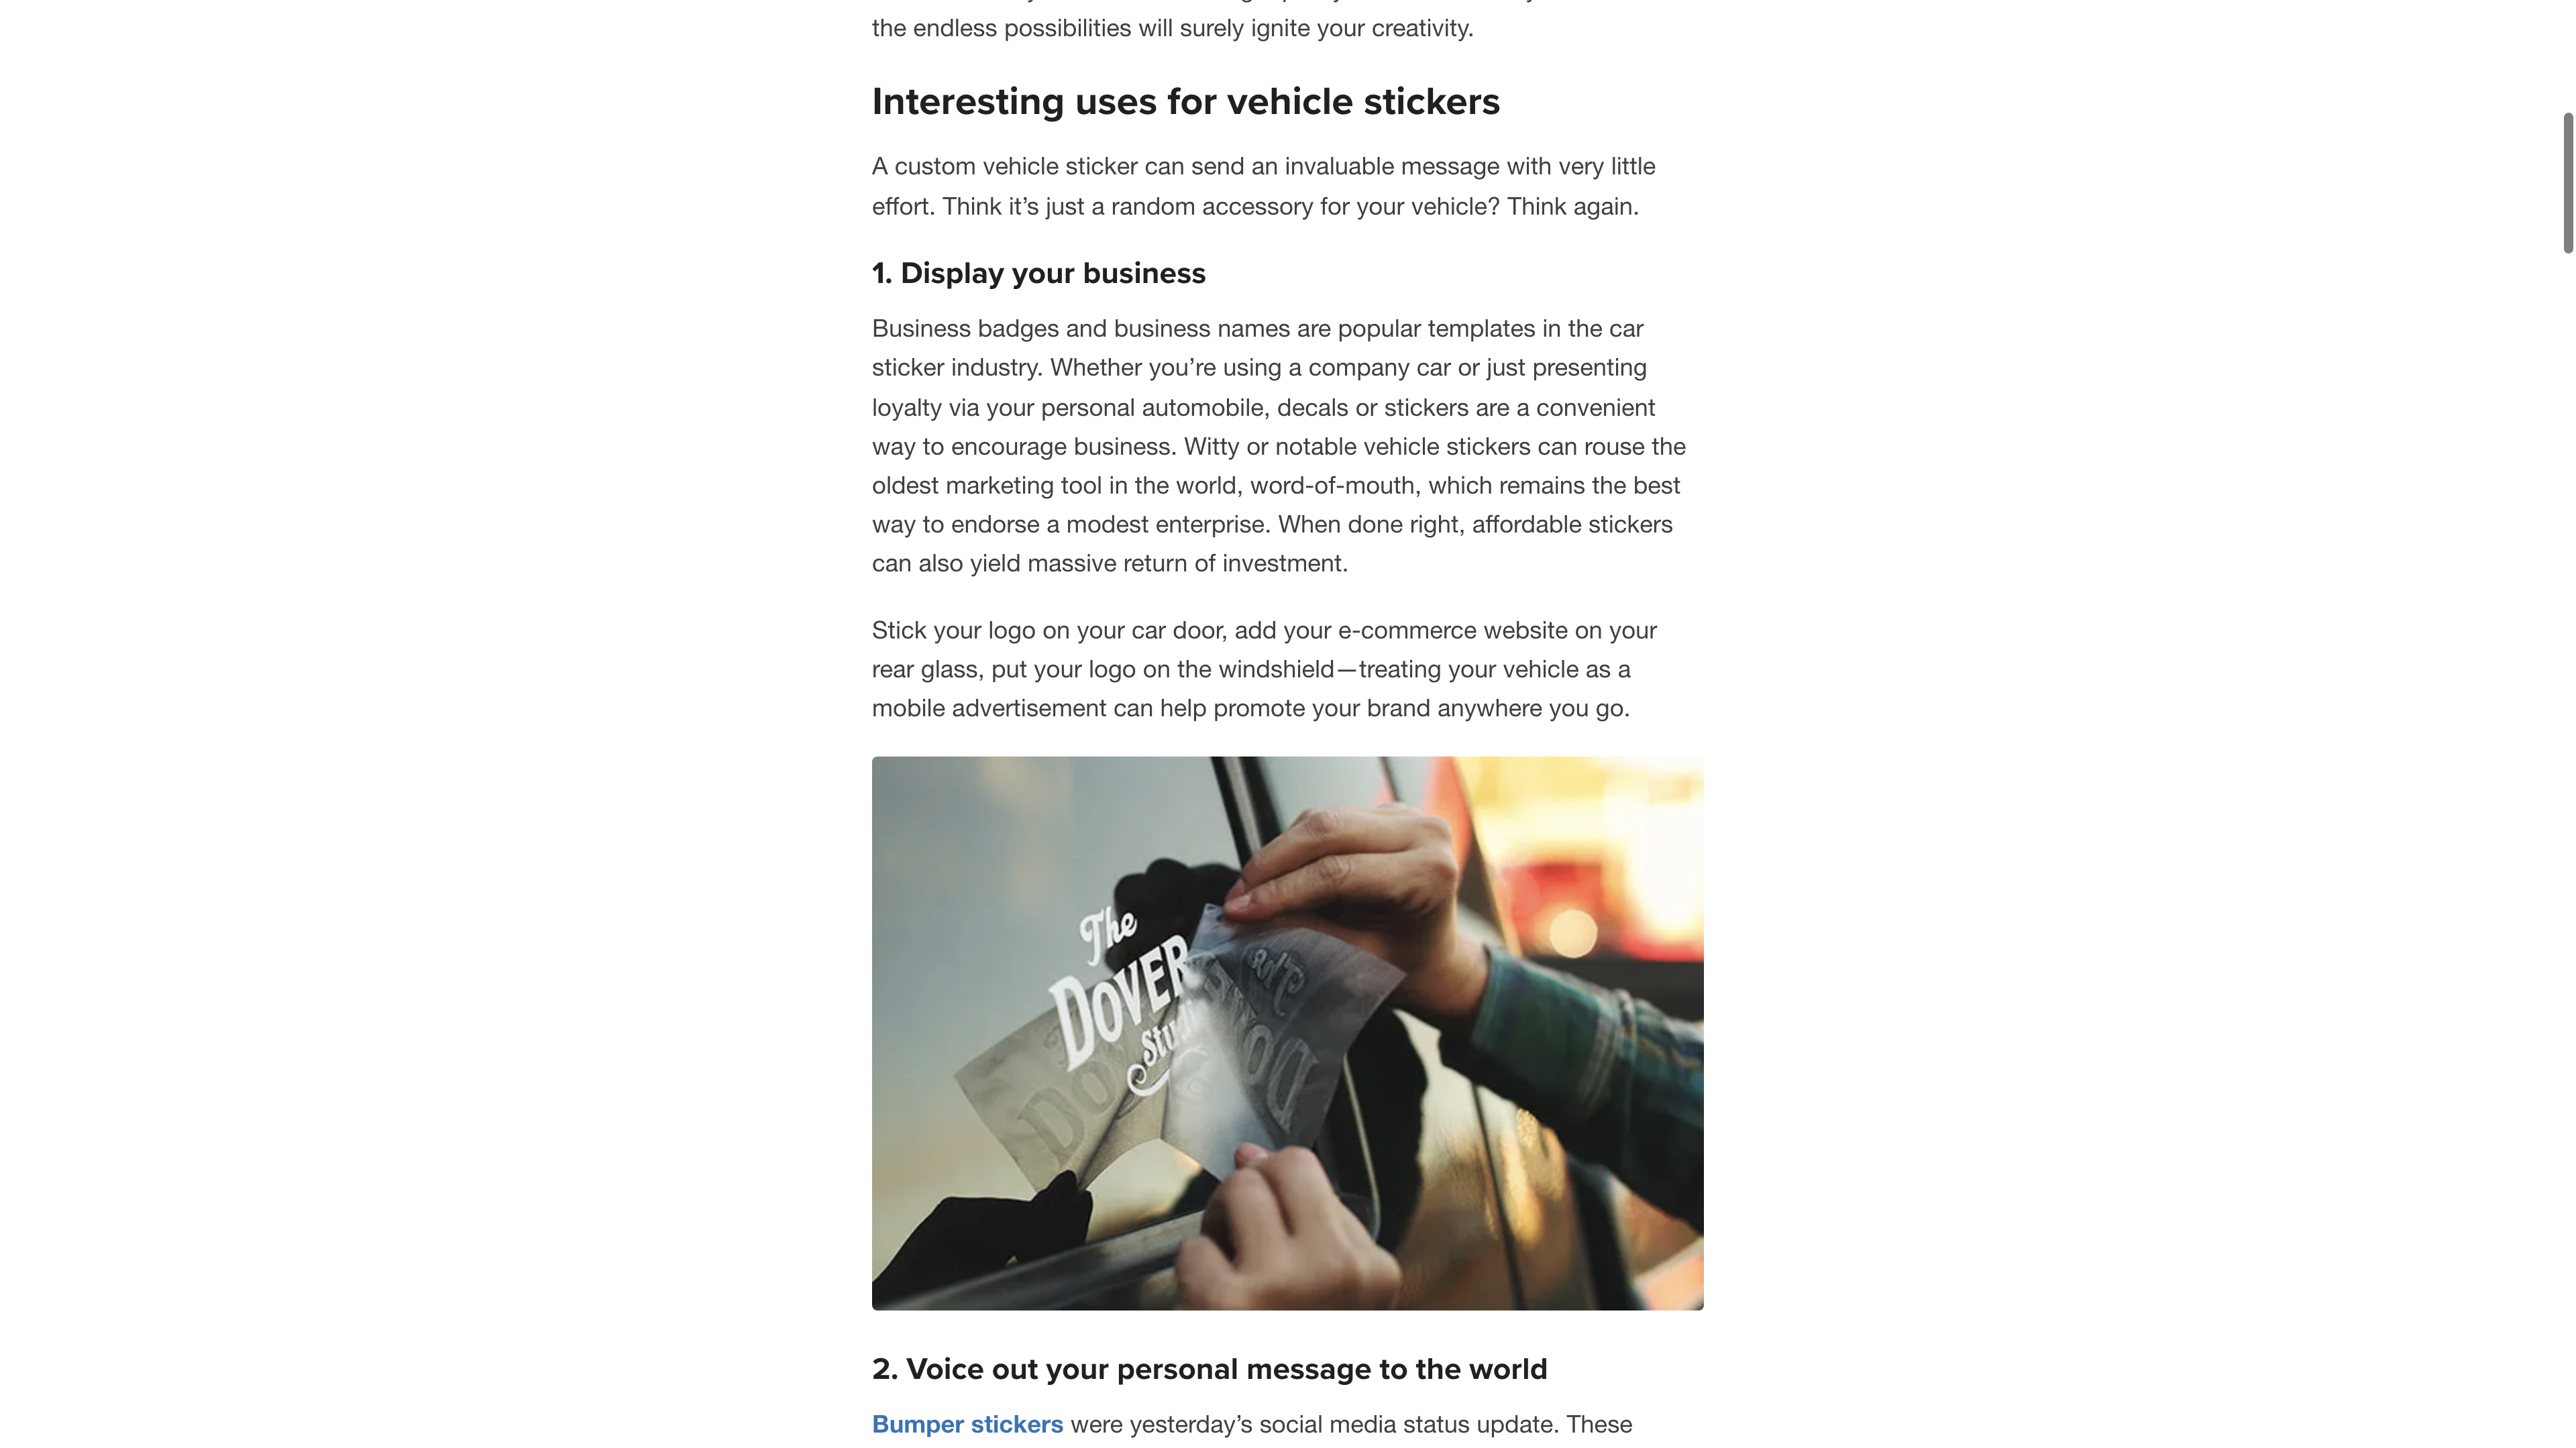 the endless possibilities will surely ignite your creativity.
Interesting uses for vehicle stickers
A custom vehicle sticker can send an invaluable message with very little
effort. Think it’s just a random accessory for your vehicle? Think again.
1. Display your business
Business badges and business names are popular templates in the car
sticker industry. Whether you’re using a company car or just presenting
loyalty via your personal automobile, decals or stickers are a convenient
way to encourage business. Witty or notable vehicle stickers can rouse the
oldest marketing tool in the world, word-of-mouth, which remains the best
way to endorse a modest enterprise. When done right, affordable stickers
can also yield massive return of investment.
Stick your logo on your car door, add your e-commerce website on your
rear glass, put your logo on the windshield—treating your vehicle as a
mobile advertisement can help promote your brand anywhere you go.
The
DOVER
2. Voice out your personal message to the world
Bumper stickers were yesterday’s social media status update. These